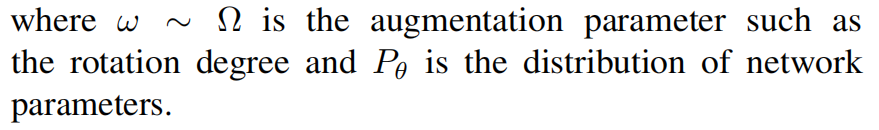 where ω ∼ Ω is the augmentation parameter such as
the rotation degree and P_θ is the distribution of network
parameters.